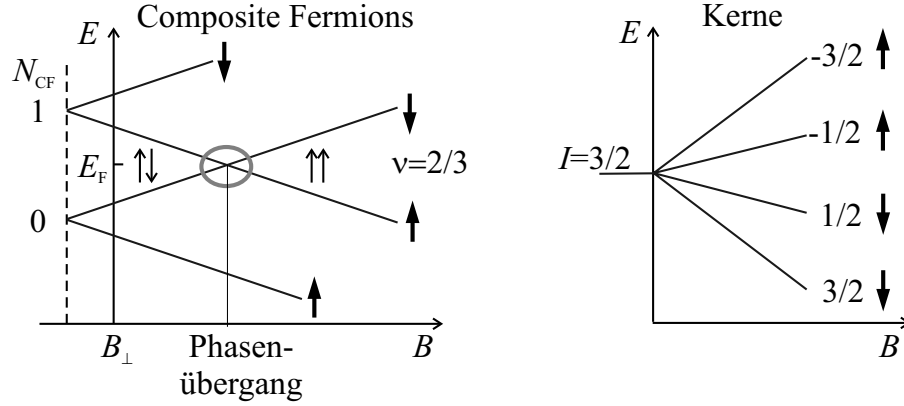 Composite Fermions
E
N_CF
1
E_F
ν=2/3
0
B_⊥
Phasen-
übergang
B
Kerne
E
-3/2
-1/2
I=3/2
1/2
3/2
B